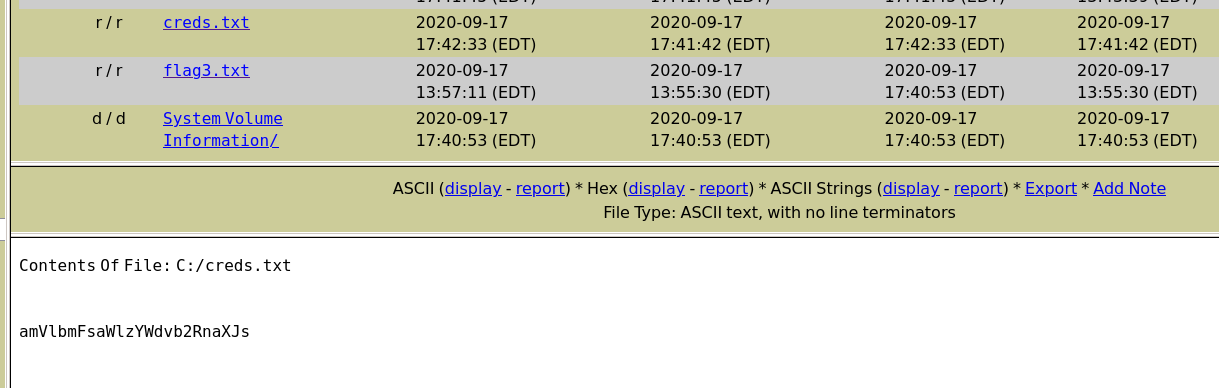 r / r creds.txt 2020-09-17 2020-09-17 2020-09-17 2020-09-17
17:42:33 (EDT) 17:41:42 (EDT) 17:42:33 (EDT) 17:41:42 (EDT)
r / r flag3.txt 2020-09-17 2020-09-17 2020-09-17 2020-09-17
13:57:11 (EDT) 13:55:30 (EDT) 17:40:53 (EDT) 13:55:30 (EDT)
d / d System Volume 2020-09-17 2020-09-17 2020-09-17 2020-09-17
Information/ 17:40:53 (EDT) 17:40:53 (EDT) 17:40:53 (EDT) 17:40:53 (EDT)
ASCII (display - report) * Hex (display - report) * ASCII Strings (display - report) * Export * Add Note
File Type: ASCII text, with no line terminators
Contents Of File: C:/creds.txt
amVlbmFsaWlzYWdvb2RnaXJs